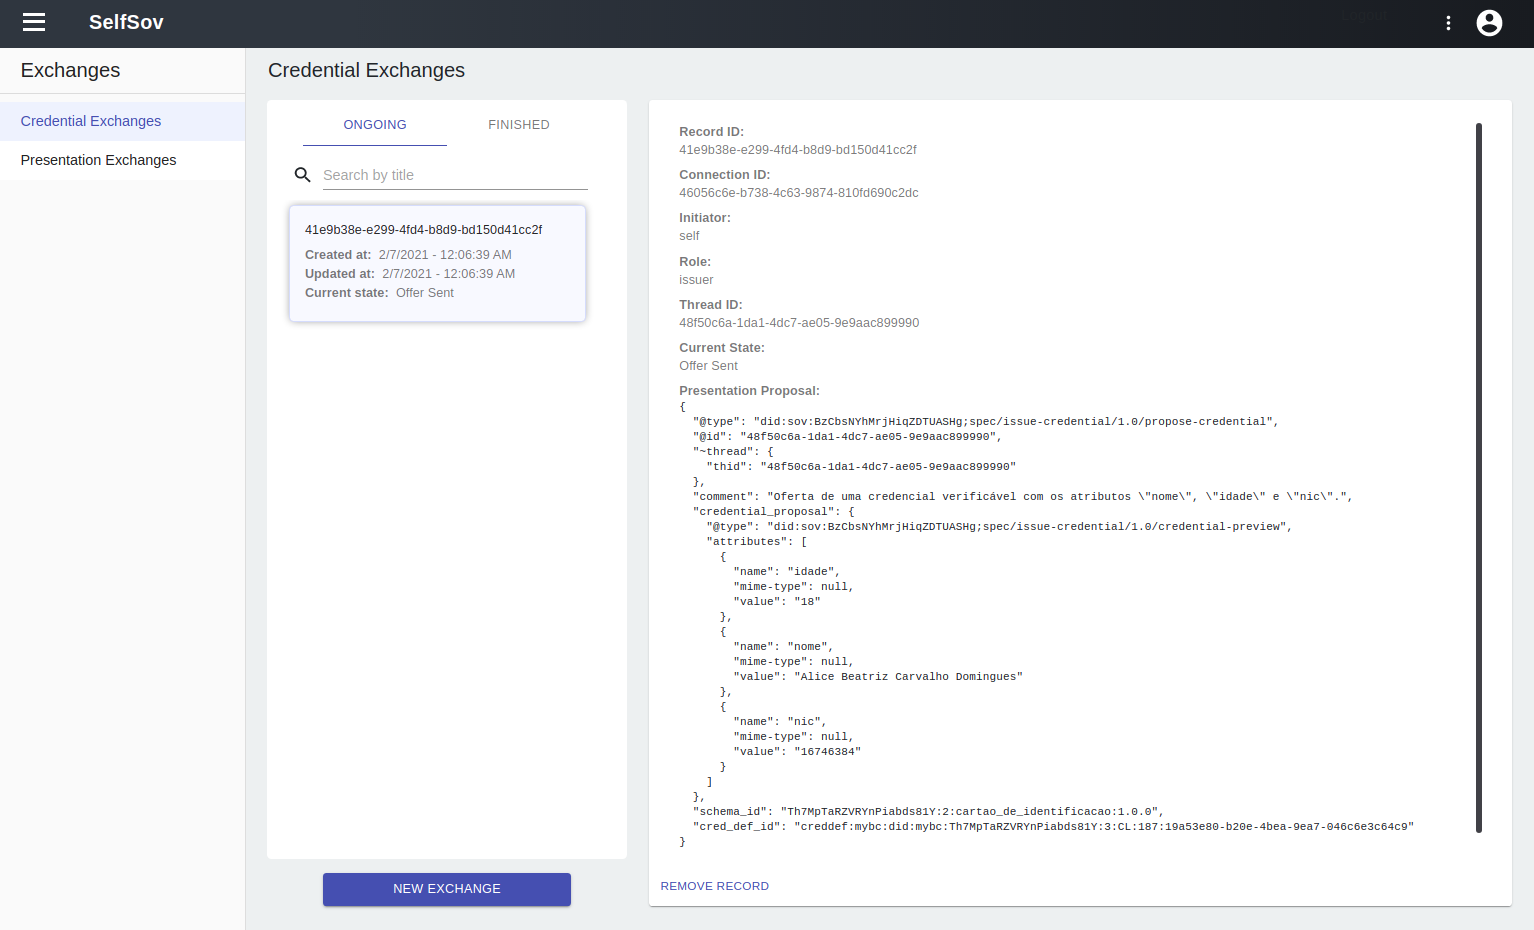 SelfSov
Logout
Exchanges
Credential Exchanges
Presentation Exchanges
Credential Exchanges
ONGOING
FINISHED
Search by title
41e9b38e-e299-4fd4-b8d9-bd150d41cc2f
Created at: 2/7/2021 - 12:06:39 AM
Updated at: 2/7/2021 - 12:06:39 AM
Current state: Offer Sent
NEW EXCHANGE
Record ID:
41e9b38e-e299-4fd4-b8d9-bd150d41cc2f
Connection ID:
46056c6e-b738-4c63-9874-810fd690c2dc
Initiator:
self
Role:
issuer
Thread ID:
48f50c6a-1da1-4dc7-ae05-9e9aac899990
Current State:
Offer Sent
Presentation Proposal:
{
"@type": "did:sov:BzCbsNYhMrjHiqZDTUASHg;spec/issue-credential/1.0/propose-credential",
"@id": "48f50c6a-1da1-4dc7-ae05-9e9aac899990",
"~thread": {
"thid": "48f50c6a-1da1-4dc7-ae05-9e9aac899990"
},
"comment": "Oferta de uma credencial verificável com os atributos \"nome\", \"idade\" e \"nic\".",
"credential_proposal": {
"@type": "did:sov:BzCbsNYhMrjHiqZDTUASHg;spec/issue-credential/1.0/credential-preview",
"attributes": [
{
"name": "idade",
"mime-type": null,
"value": "18"
},
{
"name": "nome",
"mime-type": null,
"value": "Alice Beatriz Carvalho Domingues"
},
{
"name": "nic",
"mime-type": null,
"value": "16746384"
}
]
},
"schema_id": "Th7MpTaRZVRYnPiabds81Y:2:cartao_de_identificacao:1.0.0",
"cred_def_id": "creddef:mybc:did:mybc:Th7MpTaRZVRYnPiabds81Y:3:CL:187:19a53e80-b20e-4bea-9ea7-046c6e3c64c9"
}
REMOVE RECORD